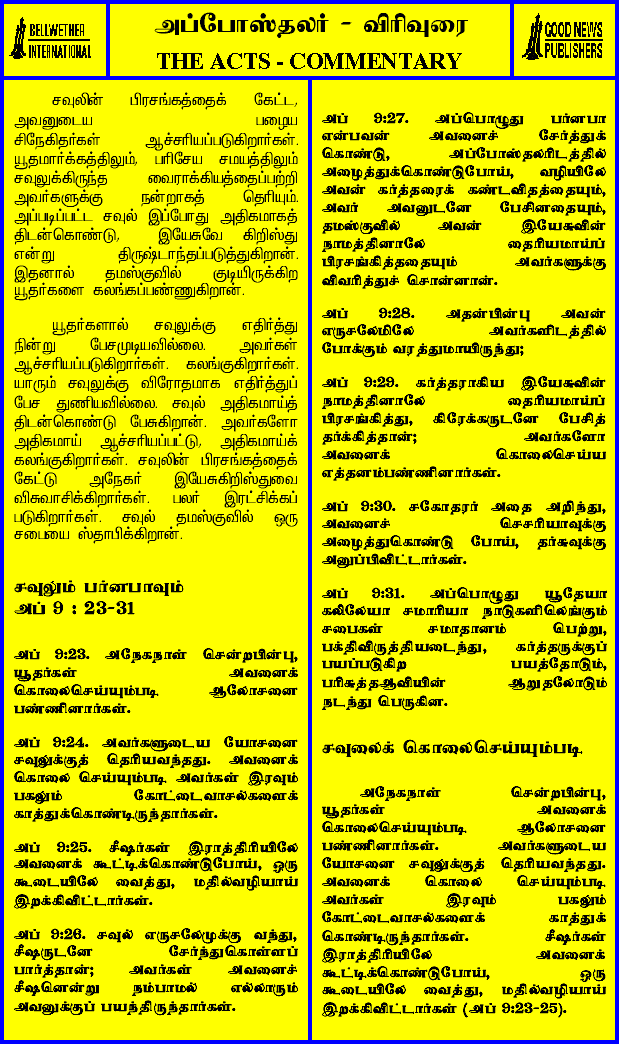 BELLWETHER
INTERNATIONAL
அப்போஸ்தலர் - விரிவுரை
THE ACTS - COMMENTARY
GOOD NEWS
PUBLISHERS
சவுலின் பிரசங்கத்தைக் கேட்ட,
அவனுடைய பழைய
சிநேகிதர்கள் ஆச்சரியப்படுகிறார்கள்.
யூதமார்க்கத்திலும், பரிசேய சமயத்திலும்
சவுலுக்கிருந்த வைராக்கியத்தைப்பற்றி
அவர்களுக்கு நன்றாகத் தெரியும்.
அப்படிப்பட்ட சவுல் இப்போது அதிகமாகத்
திடன்கொண்டு, இயேசுவே கிறிஸ்து
என்று திருஷ்டாந்தப்படுத்துகிறான்.
இதனால் தமஸ்குவில் குடியிருக்கிற
யூதர்களை கலங்கப்பண்ணுகிறான்.
யூதர்களால் சவுலுக்கு எதிர்த்து
நின்று பேசமுடியவில்லை. அவர்கள்
ஆச்சரியப்படுகிறார்கள். கலங்குகிறார்கள்.
யாரும் சவுலுக்கு விரோதமாக எதிர்த்துப்
பேச துணியவில்லை. சவுல் அதிகமாய்த்
திடன்கொண்டு பேசுகிறான். அவர்களோ
அதிகமாய் ஆச்சரியப்பட்டு, அதிகமாய்க்
கலங்குகிறார்கள். சவுலின் பிரசங்கத்தைக்
கேட்டு அநேகர் இயேசுகிறிஸ்துவை
விசுவாசிக்கிறார்கள். பலர் இரட்சிக்கப்
படுகிறார்கள். சவுல் தமஸ்குவில் ஒரு
சபையை ஸ்தாபிக்கிறான்.
சவுலும் பர்னபாவும்
அப் 9 : 23-31
அப் 9:23. அநேகநாள் சென்றபின்பு,
யூதர்கள் அவனைக்
கொலைசெய்யும்படி ஆலோசனை
பண்ணினார்கள்.
அப் 9:24. அவர்களுடைய யோசனை
சவுலுக்குத் தெரியவந்தது. அவனைக்
கொலை செய்யும்படி அவர்கள் இரவும்
பகலும் கோட்டைவாசல்களைக்
காத்துக்கொண்டிருந்தார்கள்.
அப் 9:25. சீஷர்கள் இராத்திரியிலே
அவனைக் கூட்டிக்கொண்டுபோய், ஒரு
கூடையிலே வைத்து, மதில்வழியாய்
இறக்கிவிட்டார்கள்.
அப் 9:26. சவுல் எருசலேமுக்கு வந்து,
சீஷருடனே சேர்ந்துகொள்ளப்
பார்த்தான்; அவர்கள் அவனைச்
சீஷனென்று நம்பாமல் எல்லாரும்
அவனுக்குப் பயந்திருந்தார்கள்.
அப் 9:27. அப்பொழுது பர்னபா
என்பவன் அவனைச் சேர்த்துக்
கொண்டு, அப்போஸ்தலரிடத்தில்
அழைத்துக்கொண்டுபோய், வழியிலே
அவன் கர்த்தரைக் கண்டவிதத்தையும்,
அவர் அவனுடனே பேசினதையும்,
தமஸ்குவில் அவன் இயேசுவின்
நாமத்தினாலே தைரியமாய்ப்
பிரசங்கித்ததையும் அவர்களுக்கு
விவரித்துச் சொன்னான்.
அப் 9:28. அதன்பின்பு அவன்
எருசலேமிலே அவர்களிடத்தில்
போக்கும் வரத்துமாயிருந்து;
அப் 9:29. கர்த்தராகிய இயேசுவின்
நாமத்தினாலே தைரியமாய்ப்
பிரசங்கித்து, கிரேக்கருடனே பேசித்
தர்க்கித்தான்; அவர்களோ
அவனைக் கொலைசெய்ய
எத்தனம்பண்ணினார்கள்.
அப் 9:30. சகோதரர் அதை அறிந்து,
அவனைச் செசரியாவுக்கு
அழைத்துகொண்டு போய், தர்சுவுக்கு
அனுப்பிவிட்டார்கள்.
அப் 9:31. அப்பொழுது யூதேயா
கலிலேயா சமாரியா நாடுகளிலெங்கும்
சபைகள் சமாதானம் பெற்று,
பக்திவிருத்தியடைந்து, கர்த்தருக்குப்
பயப்படுகிற பயத்தோடும்,
பரிசுத்தஆவியின் ஆறுதலோடும்
நடந்து பெருகின.
சவுலைக் கொலைசெய்யும்படி
அநேகநாள் சென்றபின்பு,
யூதர்கள் அவனைக்
கொலைசெய்யும்படி ஆலோசனை
பண்ணினார்கள். அவர்களுடைய
யோசனை சவுலுக்குத் தெரியவந்தது.
அவனைக் கொலை செய்யும்படி
அவர்கள் இரவும் பகலும்
கோட்டைவாசல்களைக் காத்துக்
கொண்டிருந்தார்கள். சீஷர்கள்
இராத்திரியிலே அவனைக்
கூட்டிக்கொண்டுபோய், ஒரு
கூடையிலே வைத்து, மதில்வழியாய்
இறக்கிவிட்டார்கள் (அப் 9:23-25).